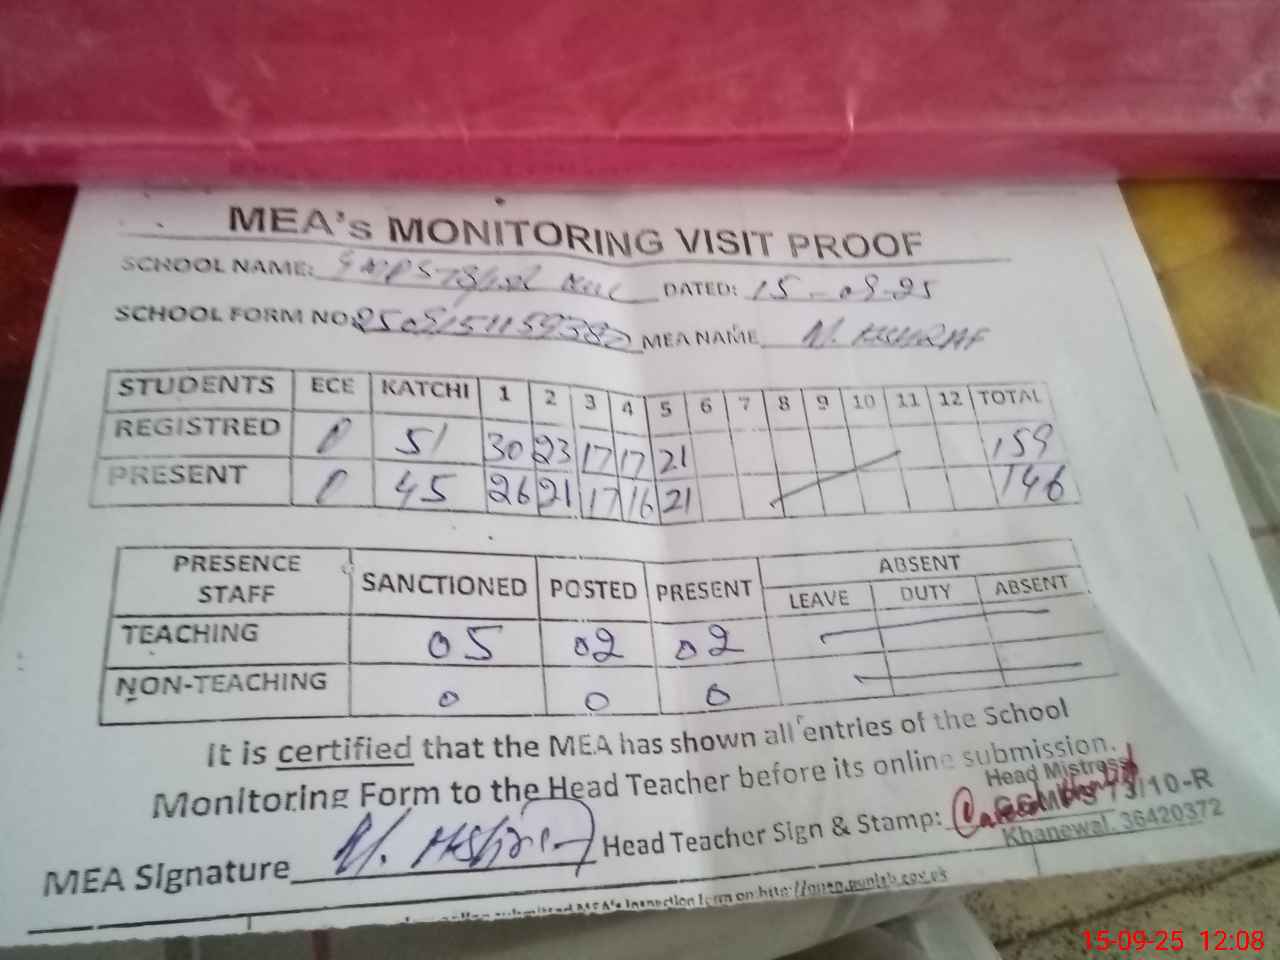 MEA's MONITORING VISIT PROOF
SCHOOL NAME: DATED: 15-09-25
SCHOOL FORM NO: MEA NAME M. ASHRAF
STUDENTS ECE KATCHI 1 2 3 4 5 6 7 8 9 10 11 12 TOTAL
REGISTRED 0 51 30 23 17 17 21 159
PRESENT 0 45 26 21 17 16 21 146
PRESENCE STAFF SANCTIONED POSTED PRESENT ABSENT
LEAVE DUTY ABSENT
TEACHING 05 02 02
NON-TEACHING 0 0 0
It is certified that the MEA has shown all entries of the School
Monitoring Form to the Head Teacher before its online submission.
Head Mistress
10-R
MEA Signature M. Ashraf Head Teacher Sign & Stamp:
Khanewal. 36420372
15-09-25 12:08